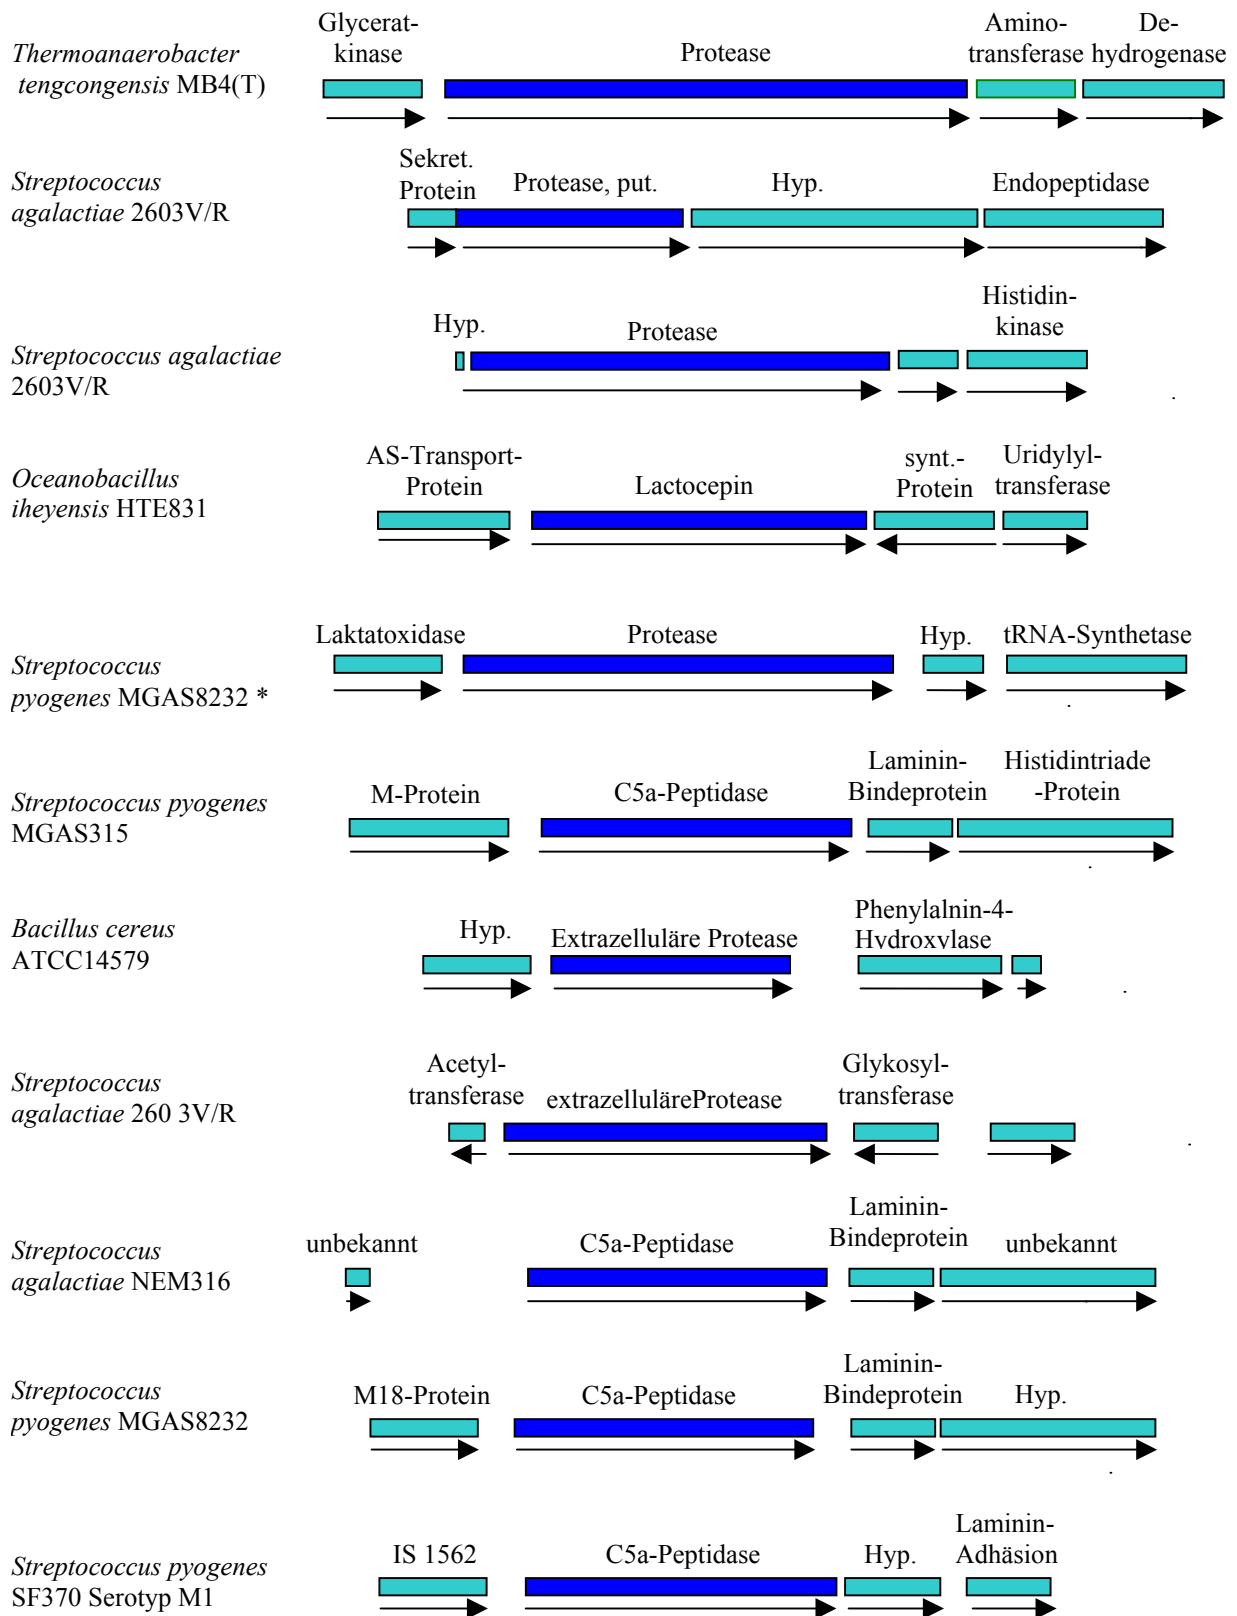 Glycerat-
kinase
Protease
Amino-
transferase
De-
hydrogenase
Thermoanaerobacter
tengcongensis MB4(T)
Sekret.
Protein
Protease, put.
Hyp.
Endopeptidase
Streptococcus
agalactiae 2603V/R
Hyp.
Protease
Histidin-
kinase
Streptococcus agalactiae
2603V/R
AS-Transport-
Protein
Lactocepin
synt.-
Protein
Uridylyl-
transferase
Oceanobacillus
iheyensis HTE831
Laktatoxidase
Protease
Hyp.
tRNA-Synthetase
Streptococcus
pyogenes MGAS8232 *
M-Protein
C5a-Peptidase
Laminin-
Bindeprotein
Histidintriade
-Protein
Streptococcus pyogenes
MGAS315
Hyp.
Extrazelluläre Protease
Phenylalnin-4-
Hydroxylase
Bacillus cereus
ATCC14579
Acetyl-
transferase
extrazelluläreProtease
Glykosyl-
transferase
Streptococcus
agalactiae 260 3V/R
unbekannt
C5a-Peptidase
Laminin-
Bindeprotein
unbekannt
Streptococcus
agalactiae NEM316
M18-Protein
C5a-Peptidase
Laminin-
Bindeprotein
Hyp.
Streptococcus
pyogenes MGAS8232
IS 1562
C5a-Peptidase
Hyp.
Laminin-
Adhäsion
Streptococcus pyogenes
SF370 Serotyp M1